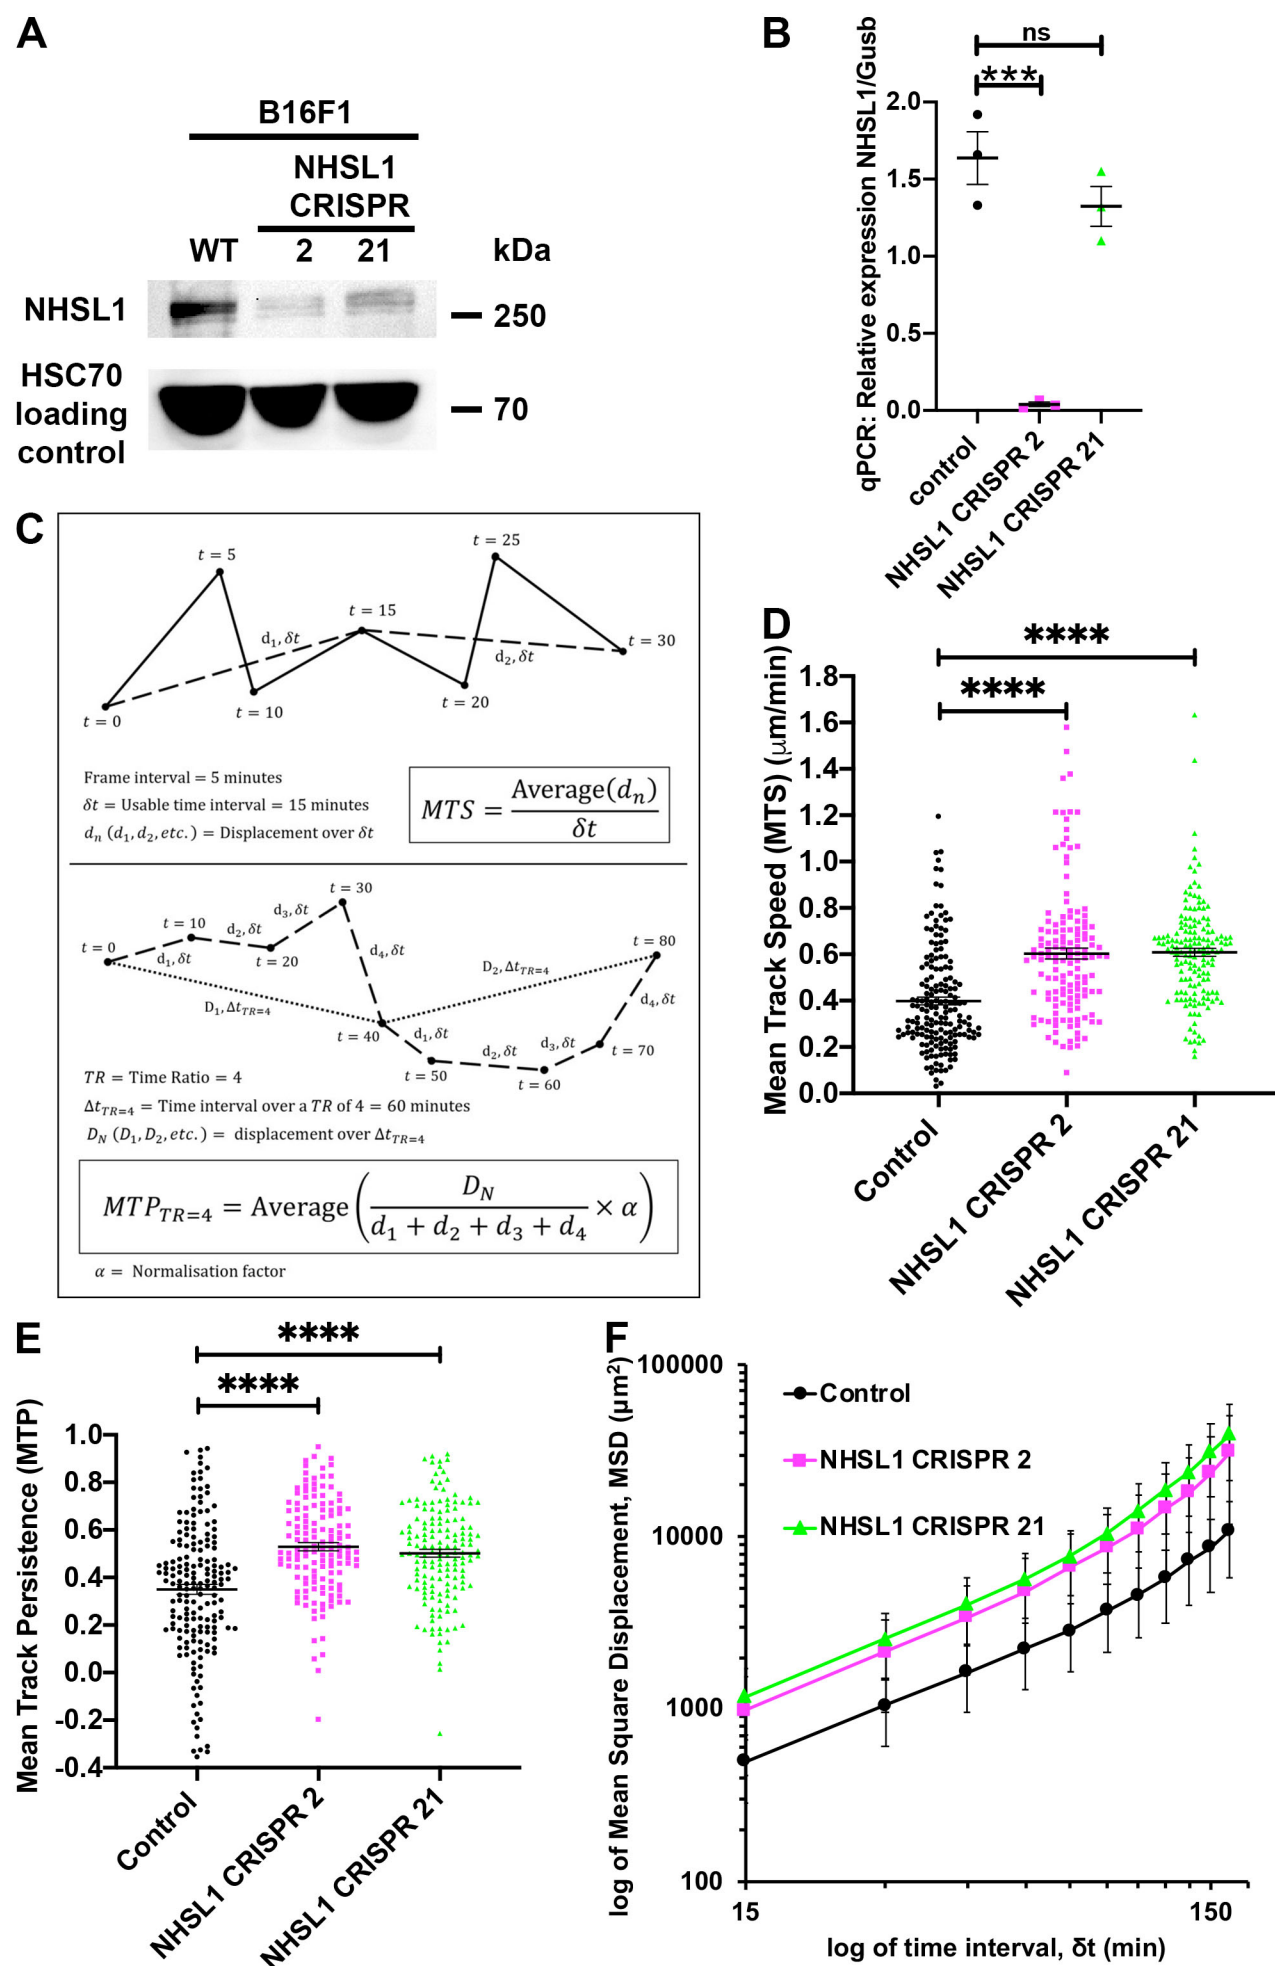 A
B16F1
NHSL1
CRISPR
WT 2 21 kDa
NHSL1
250
HSC70
loading
control
70
B
ns
***
qPCR: Relative expression NHSL1/Gusb
2.0
1.5
1.0
0.5
0.0
control
NHSL1 CRISPR 2
NHSL1 CRISPR 21
C
t = 5
t = 25
t = 15
d1, δt
t = 30
d2, δt
t = 0
t = 10
t = 20
Frame interval = 5 minutes
δt = Usable time interval = 15 minutes
dn (d1, d2, etc.) = Displacement over δt
MTS = Average(dn) / δt
t = 30
t = 10
d2, δt
d3, δt
t = 0
d1, δt
t = 20
d4, δt
t = 80
D1, ΔtTR=4
D2, ΔtTR=4
t = 40
d1, δt
d4, δt
t = 50
d2, δt
d3, δt
t = 70
t = 60
TR = Time Ratio = 4
ΔtTR=4 = Time interval over a TR of 4 = 60 minutes
DN (D1, D2, etc.) = displacement over ΔtTR=4
MTPTR=4 = Average(DN / d1 + d2 + d3 + d4 × α)
α = Normalisation factor
D
****
****
Mean Track Speed (MTS) (μm/min)
1.8
1.6
1.4
1.2
1.0
0.8
0.6
0.4
0.2
0.0
Control
NHSL1 CRISPR 2
NHSL1 CRISPR 21
E
****
****
Mean Track Persistence (MTP)
1.0
0.8
0.6
0.4
0.2
0.0
-0.2
-0.4
Control
NHSL1 CRISPR 2
NHSL1 CRISPR 21
F
log of Mean Square Displacement, MSD (μm²)
100000
10000
1000
100
Control
NHSL1 CRISPR 2
NHSL1 CRISPR 21
15
150
log of time interval, δt (min)